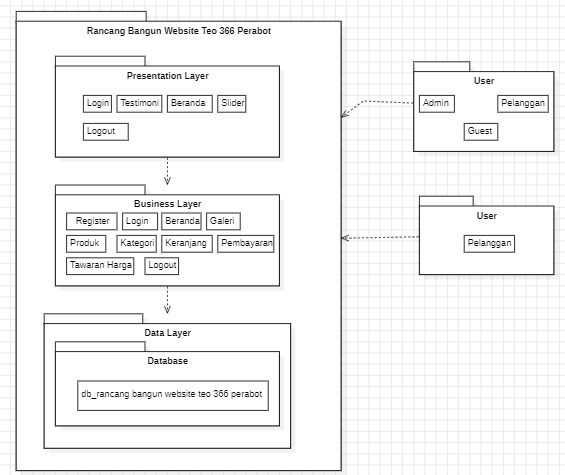 Rancang Bangun Website Teo 366 Perabot
Presentation Layer
Login Testimoni Beranda Slider
Logout
Business Layer
Register Login Beranda Galeri
Produk Kategori Keranjang Pembayaran
Tawaran Harga Logout
Data Layer
Database
db_rancang bangun website teo 366 perabot
User
Admin Pelanggan
Guest
User
Pelanggan